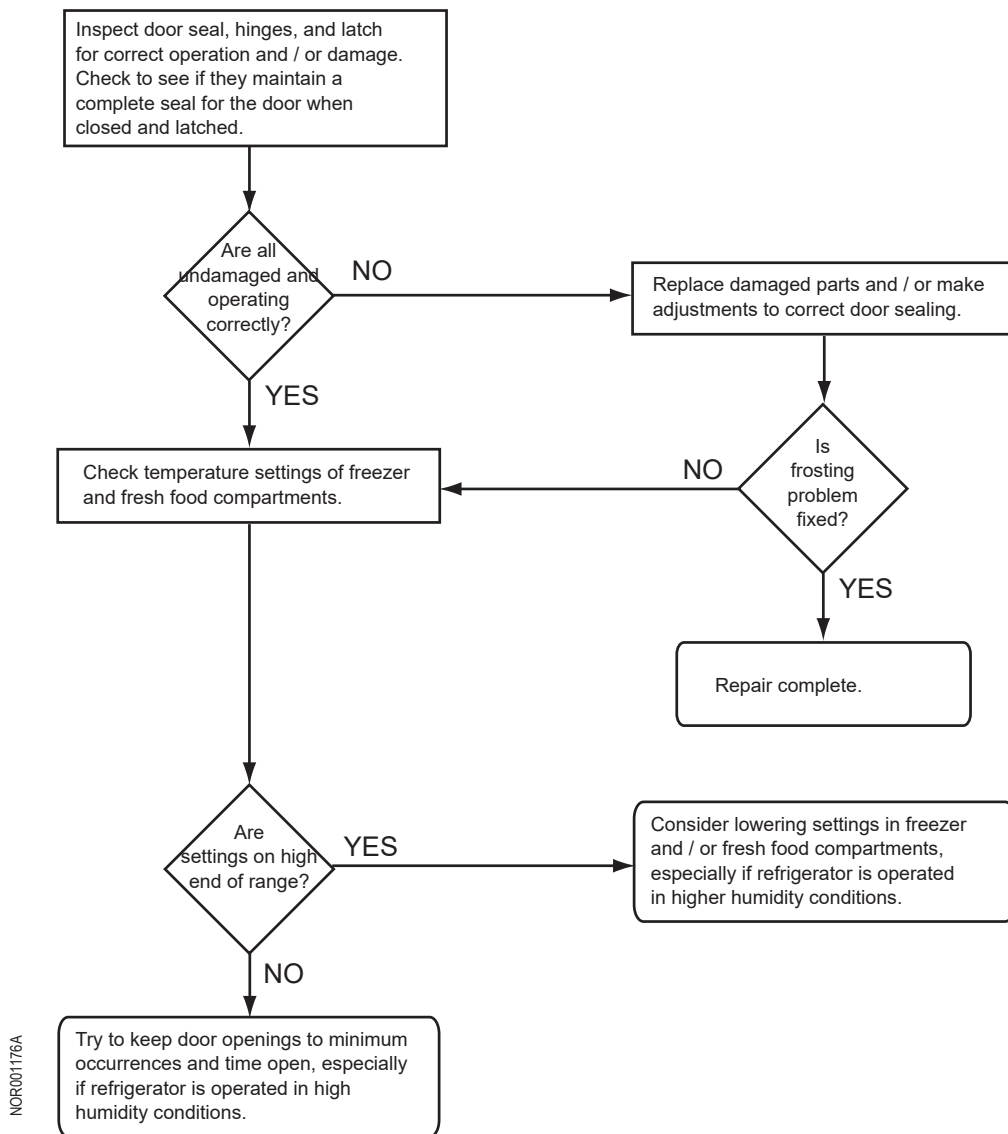 Inspect door seal, hinges, and latch
for correct operation and / or damage.
Check to see if they maintain a
complete seal for the door when
closed and latched.
Are all
undamaged and
operating
correctly?
NO
Replace damaged parts and / or make
adjustments to correct door sealing.
YES
Is
frosting
problem
fixed?
NO
Check temperature settings of freezer
and fresh food compartments.
YES
Repair complete.
Are
settings on high
end of range?
YES
Consider lowering settings in freezer
and / or fresh food compartments,
especially if refrigerator is operated
in higher humidity conditions.
NO
Try to keep door openings to minimum
occurrences and time open, especially
if refrigerator is operated in high
humidity conditions.
NOR001176A